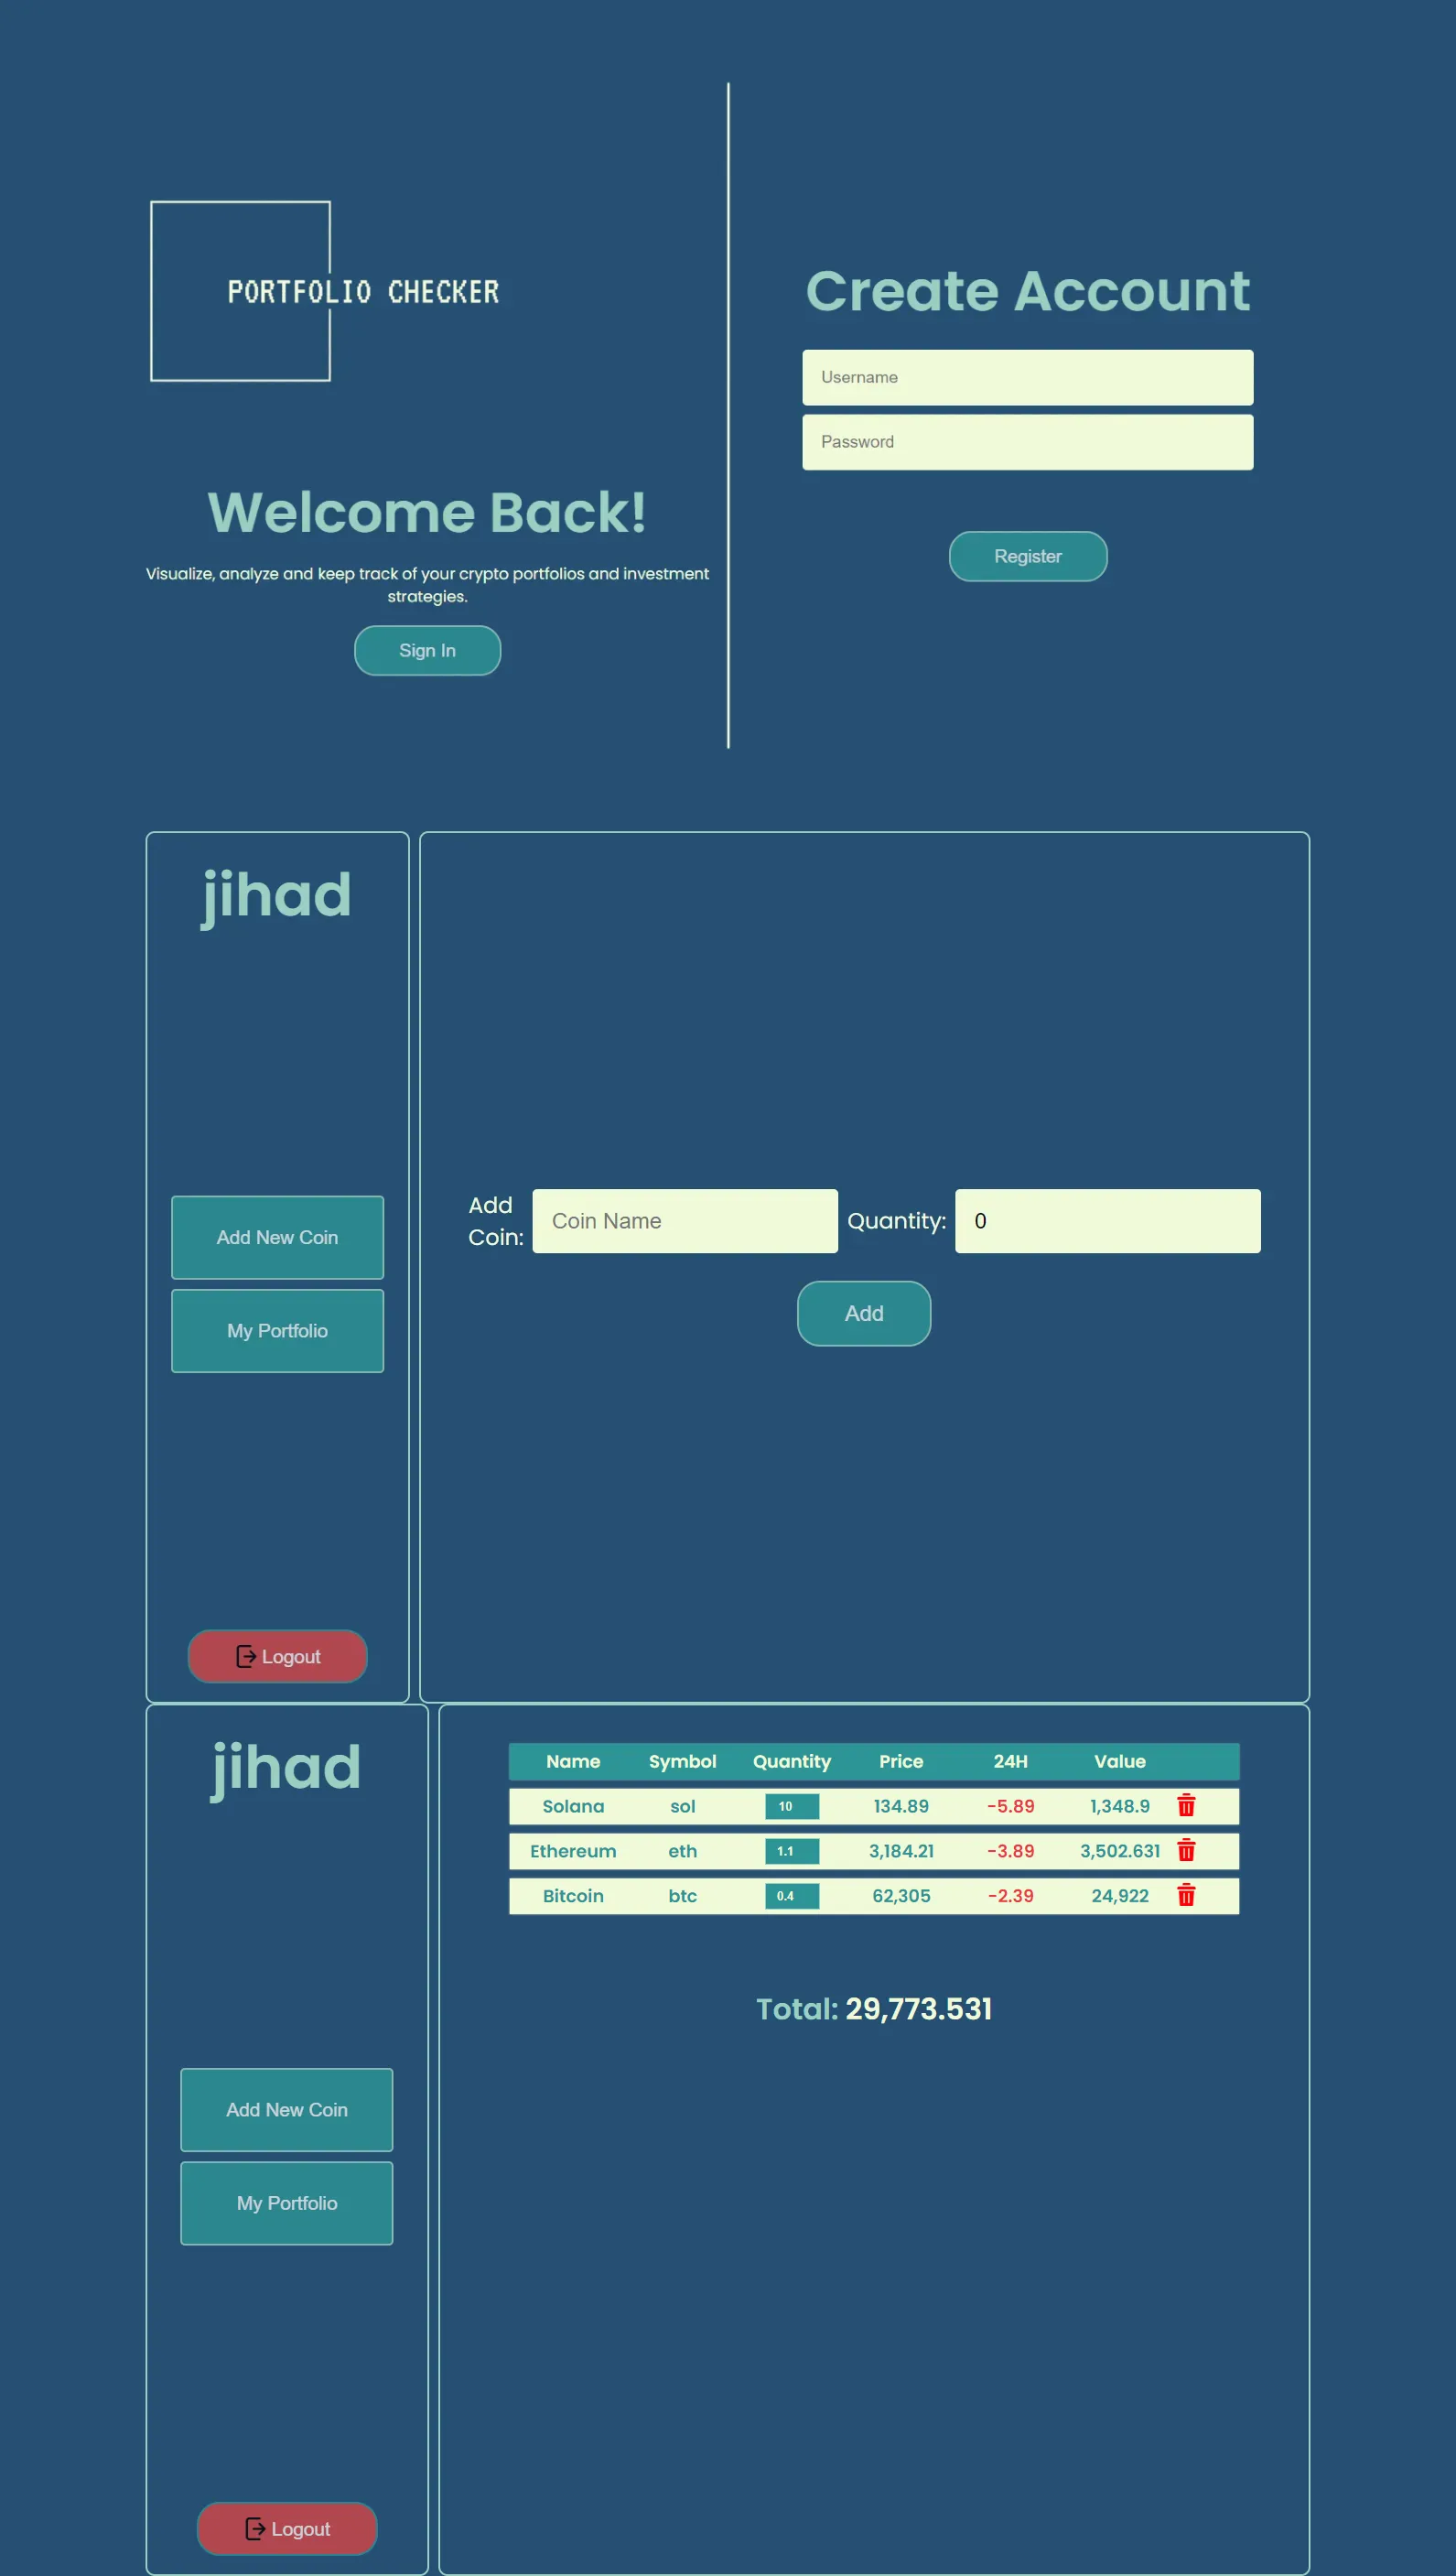 PORTFOLIO CHECKER
Welcome Back!
Visualize, analyze and keep track of your crypto portfolios and investment
strategies.
Sign In
Create Account
Username
Password
Register
jihad
Add New Coin
My Portfolio
Logout
Add
Coin:
Coin Name
Quantity:
0
Add
jihad
Add New Coin
My Portfolio
Logout
Name Symbol Quantity Price 24H Value
Solana sol 10 134.89 -5.89 1,348.9
Ethereum eth 1.1 3,184.21 -3.89 3,502.631
Bitcoin btc 0.4 62,305 -2.39 24,922
Total: 29,773.531